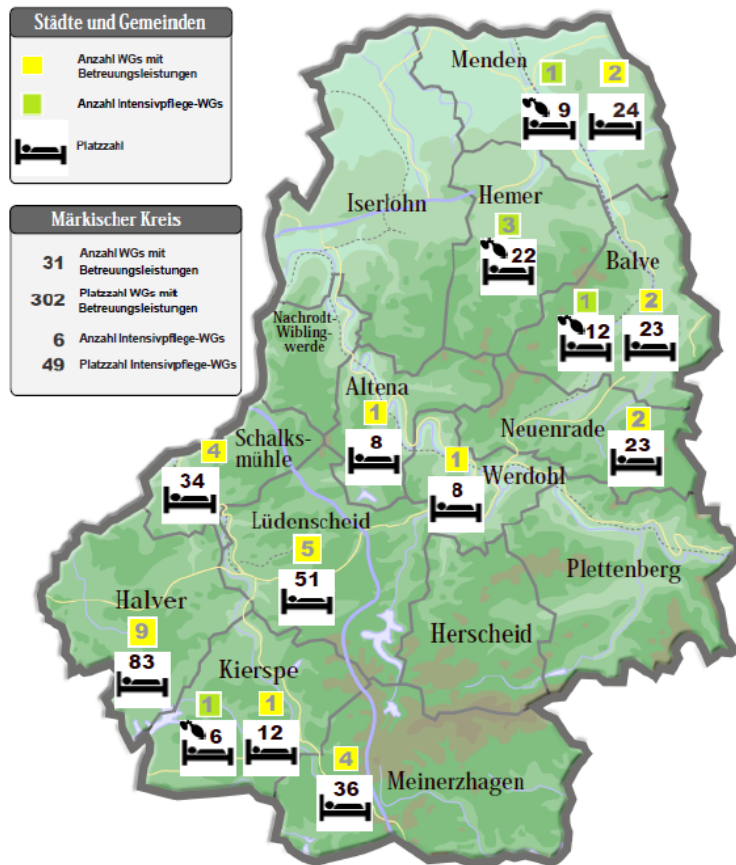 Städte und Gemeinden
Anzahl WGs mit
Betreuungsleistungen
Anzahl Intensivpflege-WGs
Platzzahl
Märkischer Kreis
31 Anzahl WGs mit
Betreuungsleistungen
302 Platzzahl WGs mit
Betreuungsleistungen
6 Anzahl Intensivpflege-WGs
49 Platzzahl Intensivpflege-WGs
Menden
1 2
9 24
Iserlohn
Hemer
3
22
Balve
1 2
12 23
Nachrodt-
Wiblingwerde
Altena
1
8
Neuenrade
2
23
Schalks-
mühle
4
34
1
Werdohl
8
Lüdenscheid
5
51
Plettenberg
Halver
9
83
Herscheid
Kierspe
1 1
6 12
Meinerzhagen
4
36